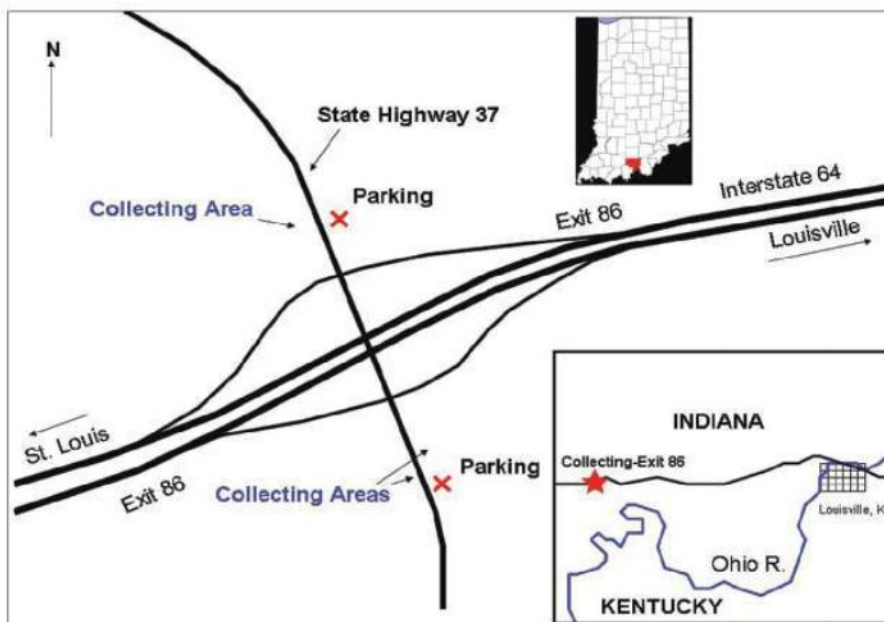 N
State Highway 37
Parking
Collecting Area
Exit 86
Interstate 64
Louisville
St. Louis
Exit 86
Parking
Collecting Areas
INDIANA
Collecting-Exit 86
Louisville, K
Ohio R.
KENTUCKY